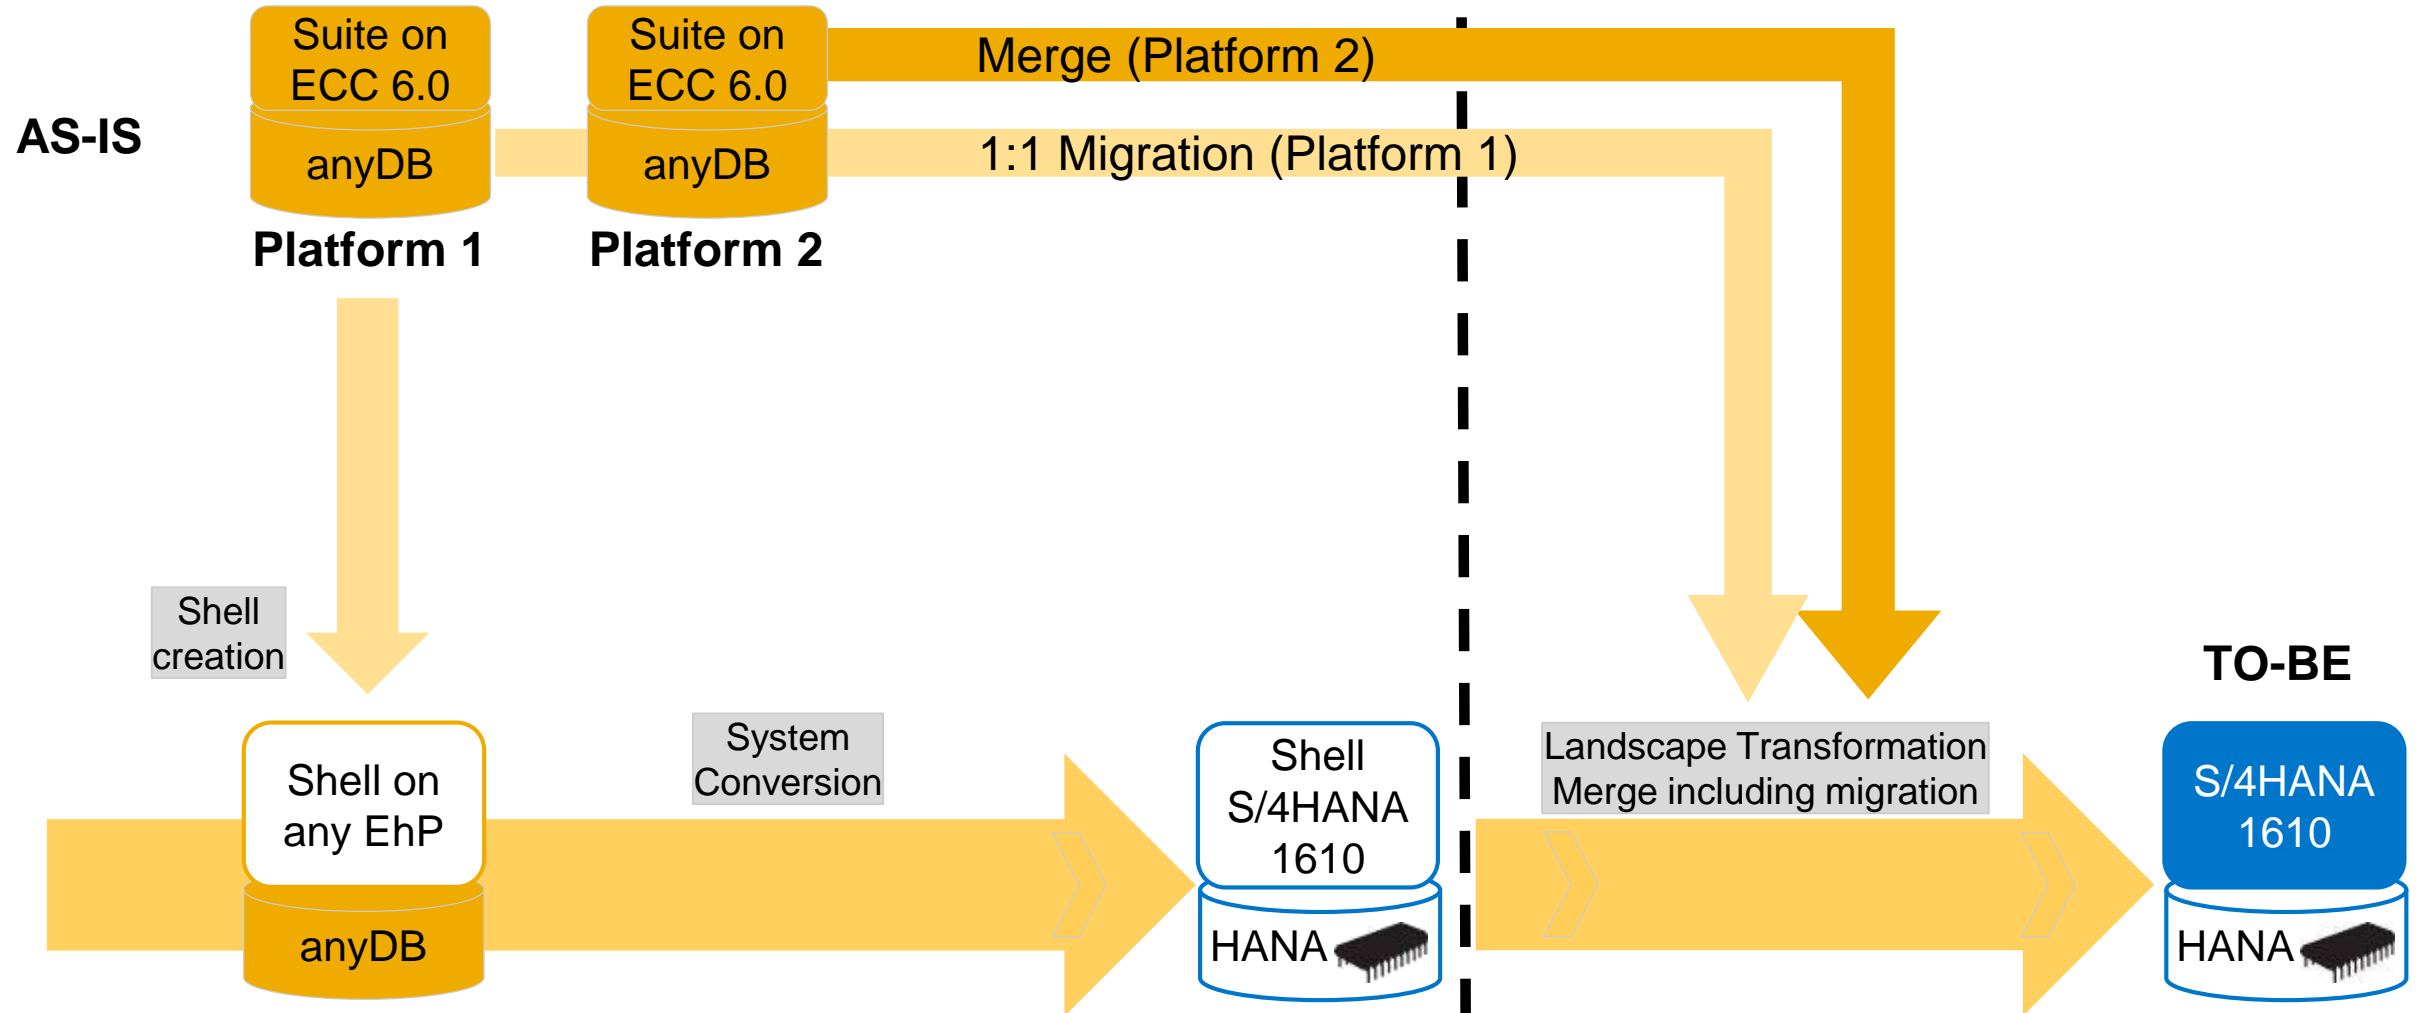 Suite on
ECC 6.0
anyDB
Platform 1
Suite on
ECC 6.0
anyDB
Platform 2
Merge (Platform 2)
1:1 Migration (Platform 1)
AS-IS
Shell
creation
Shell on
any EhP
anyDB
System
Conversion
Shell
S/4HANA
1610
HANA
Landscape Transformation
Merge including migration
TO-BE
S/4HANA
1610
HANA